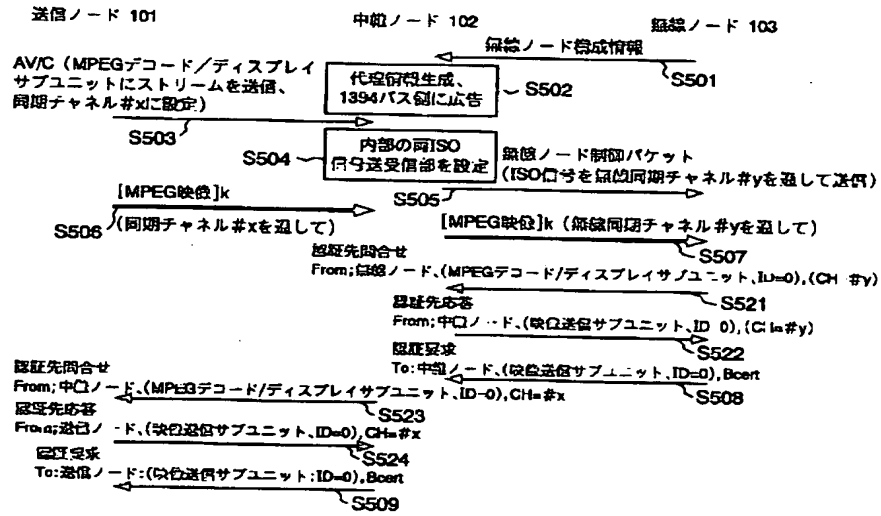 送信ノード 101
中継ノード 102
無線ノード 103
無線ノード構成情報
S501
AV/C (MPEGデコード/ディスプレイ
サブユニットにストリームを送信、
同期チャネル#xに設定)
代理情報生成、
1394バス側に広告
S502
S503
内部の両ISO
信号送受信部を設定
S504
無線ノード制御パケット
(ISO信号を無線同期チャネル#yを通して送信)
S505
[MPEG映像]k
(同期チャネル#xを通して)
S506
[MPEG映像]k (無線同期チャネル#yを通して)
S507
認証先問合せ
From;無線ノード、(MPEGデコード/ディスプレイサブユニット、ID=0),(CH=#y)
S521
認証先応答
From;中継ノード、(映像送信サブユニット、ID=0),(CH=#y)
S522
認証要求
To:中継ノード、(映像送信サブユニット、ID=0),Bcert
S508
認証先問合せ
From;中継ノード、(MPEGデコード/ディスプレイサブユニット、ID=0),CH=#x
S523
認証先応答
From;送信ノード、(映像送信サブユニット、ID=0),CH=#x
S524
認証要求
To:送信ノード:(映像送信サブユニット:ID=0),Bcert
S509